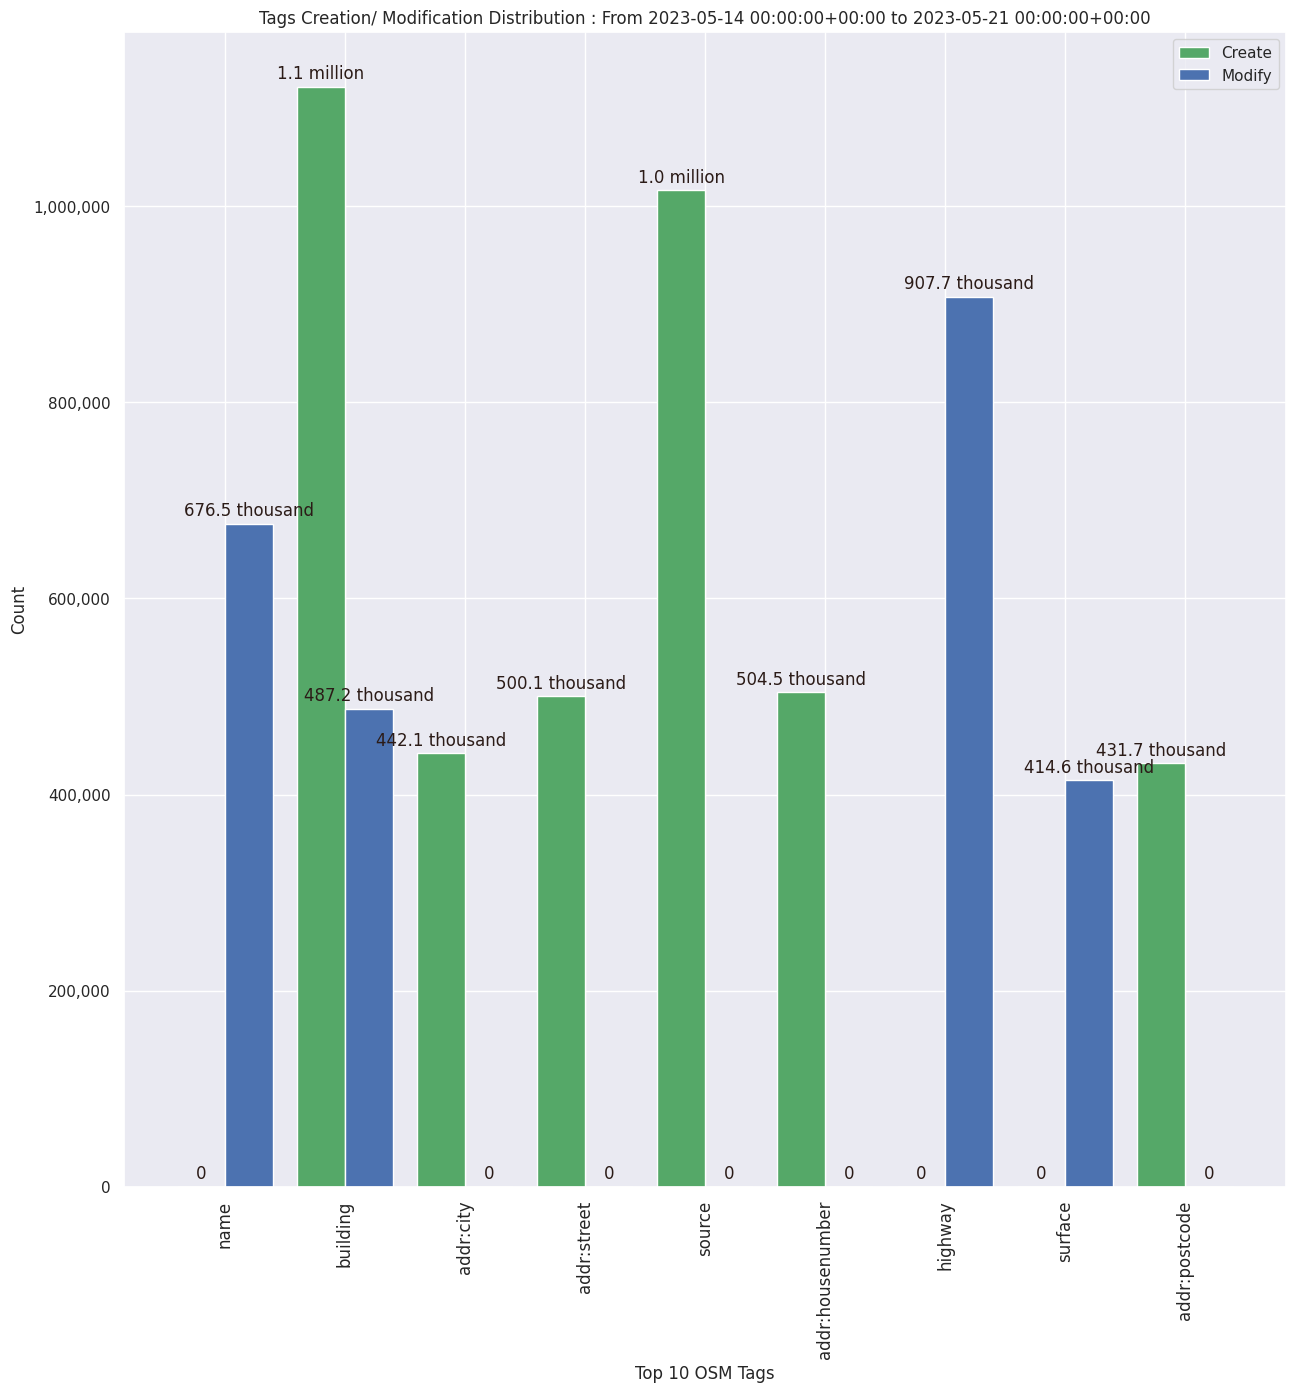 Tags Creation/ Modification Distribution : From 2023-05-14 00:00:00+00:00 to 2023-05-21 00:00:00+00:00
Create
Modify
1.1 million
1.0 million
907.7 thousand
676.5 thousand
487.2 thousand
442.1 thousand
500.1 thousand
504.5 thousand
414.6 thousand
431.7 thousand
0
0
0
0
0
0
0
0
1,000,000
800,000
600,000
400,000
200,000
0
Count
name
building
addr:city
addr:street
source
addr:housenumber
highway
surface
addr:postcode
Top 10 OSM Tags